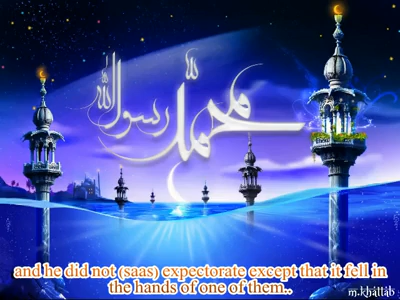 محمد رسول الله
and he did not (saas) expectorate except that it fell in
the hands of one of them..
m.khattab